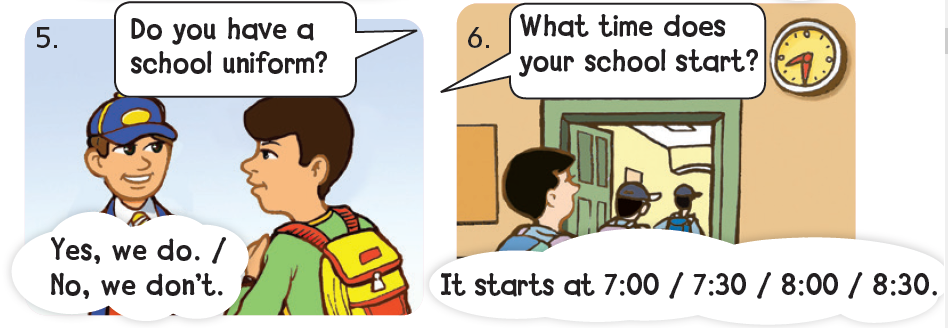 5.
Do you have a
school uniform?
Yes, we do. /
No, we don't.
6.
What time does
your school start?
It starts at 7:00 / 7:30 / 8:00 / 8:30.